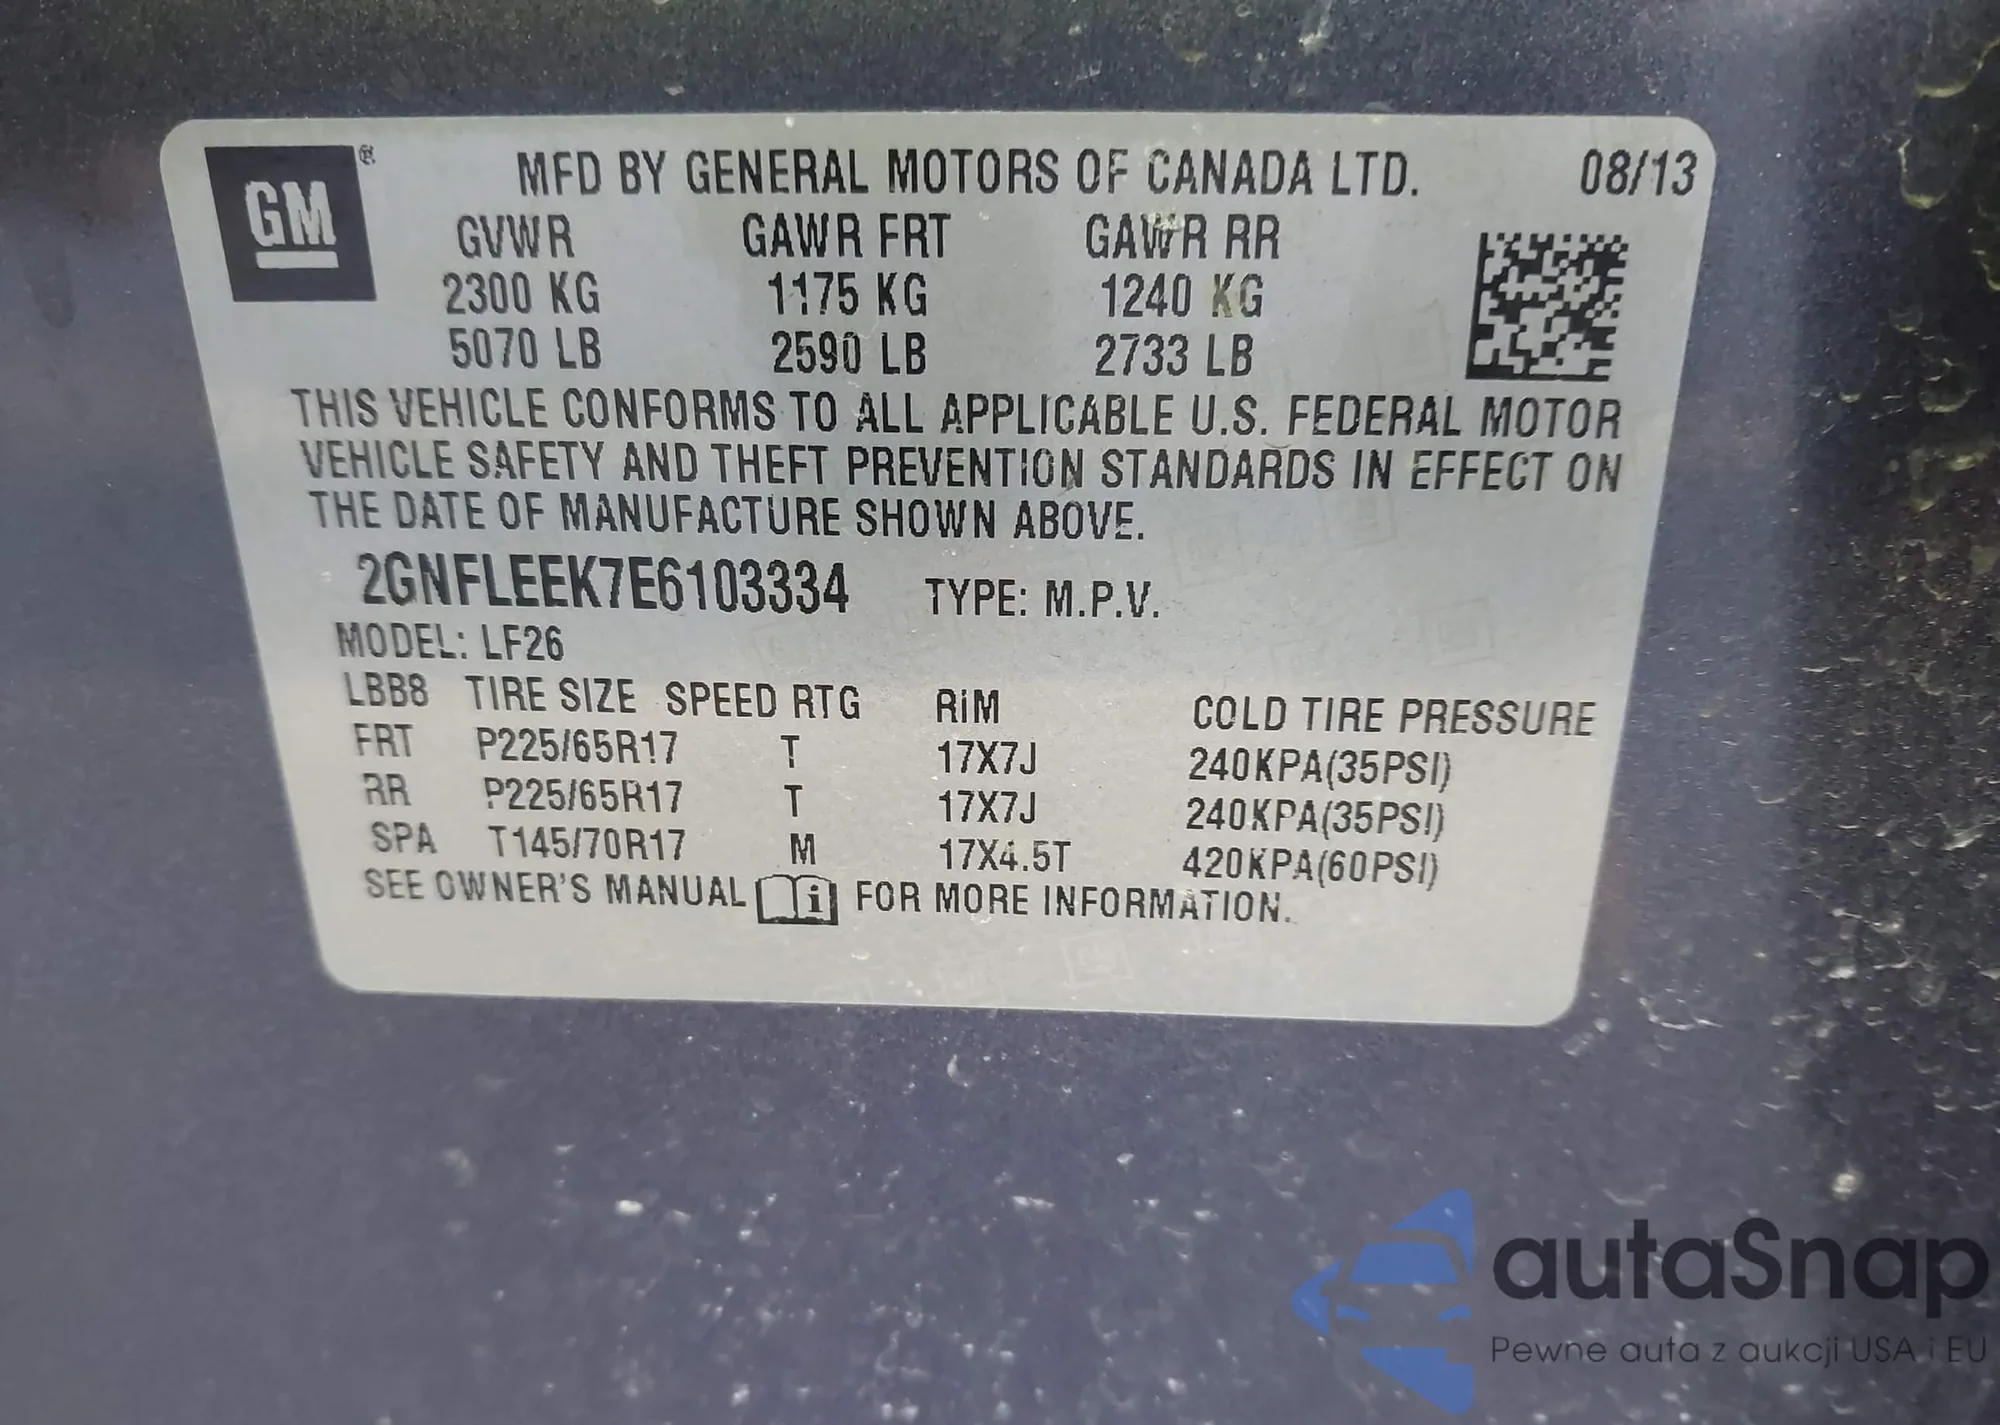 GM ®
MFD BY GENERAL MOTORS OF CANADA LTD. 08/13
GVWR GAWR FRT GAWR RR
2300 KG 1175 KG 1240 KG
5070 LB 2590 LB 2733 LB
THIS VEHICLE CONFORMS TO ALL APPLICABLE U.S. FEDERAL MOTOR
VEHICLE SAFETY AND THEFT PREVENTION STANDARDS IN EFFECT ON
THE DATE OF MANUFACTURE SHOWN ABOVE.
2GNFLEEK7E6103334 TYPE: M.P.V.
MODEL: LF26
LBB8 TIRE SIZE SPEED RTG RIM COLD TIRE PRESSURE
FRT P225/65R17 T 17X7J 240KPA(35PSI)
RR P225/65R17 T 17X7J 240KPA(35PSI)
SPA T145/70R17 M 17X4.5T 420KPA(60PSI)
SEE OWNER'S MANUAL i FOR MORE INFORMATION.
autaSnap
Pewne auta z aukcji USA i EU